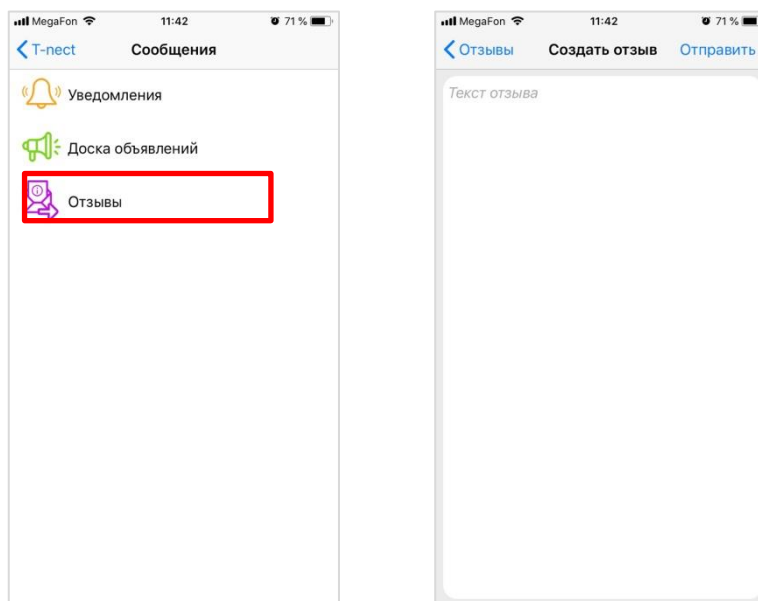 MegaFon 11:42 71 %
T-nect Сообщения
Уведомления
Доска объявлений
Отзывы
MegaFon 11:42 71 %
Отзывы Создать отзыв Отправить
Текст отзыва